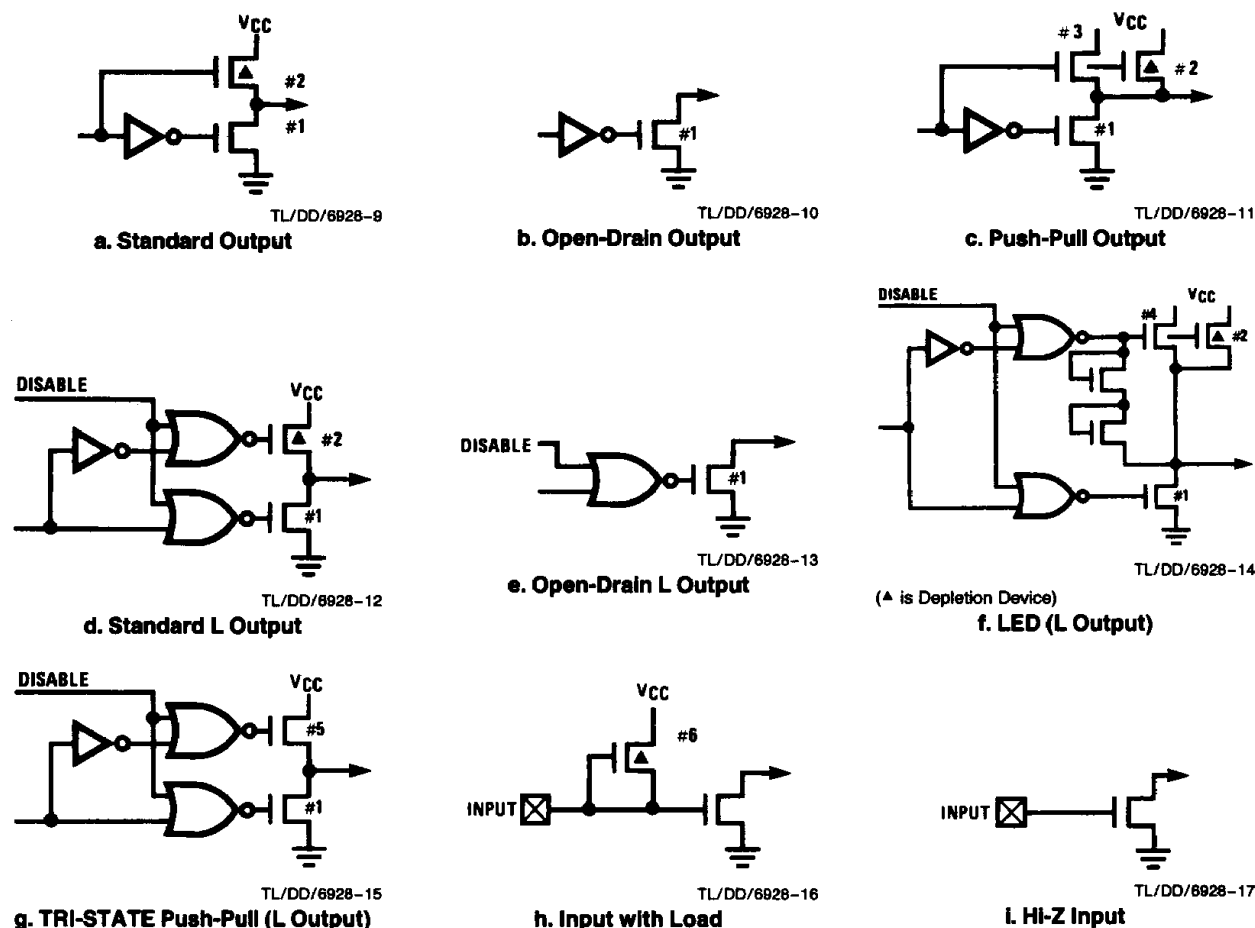 VCC
#2
#1
TL/DD/6928-9
a. Standard Output
#1
TL/DD/6928-10
b. Open-Drain Output
#3
VCC
#2
#1
TL/DD/6928-11
c. Push-Pull Output
DISABLE
VCC
#2
#1
TL/DD/6928-12
d. Standard L Output
DISABLE
#1
TL/DD/6928-13
e. Open-Drain L Output
DISABLE
VCC
#4
#2
#1
TL/DD/6928-14
(▲ is Depletion Device)
f. LED (L Output)
DISABLE
VCC
#5
#1
TL/DD/6928-15
g. TRI-STATE Push-Pull (L Output)
VCC
#6
INPUT
TL/DD/6928-16
h. Input with Load
INPUT
TL/DD/6928-17
i. Hi-Z Input